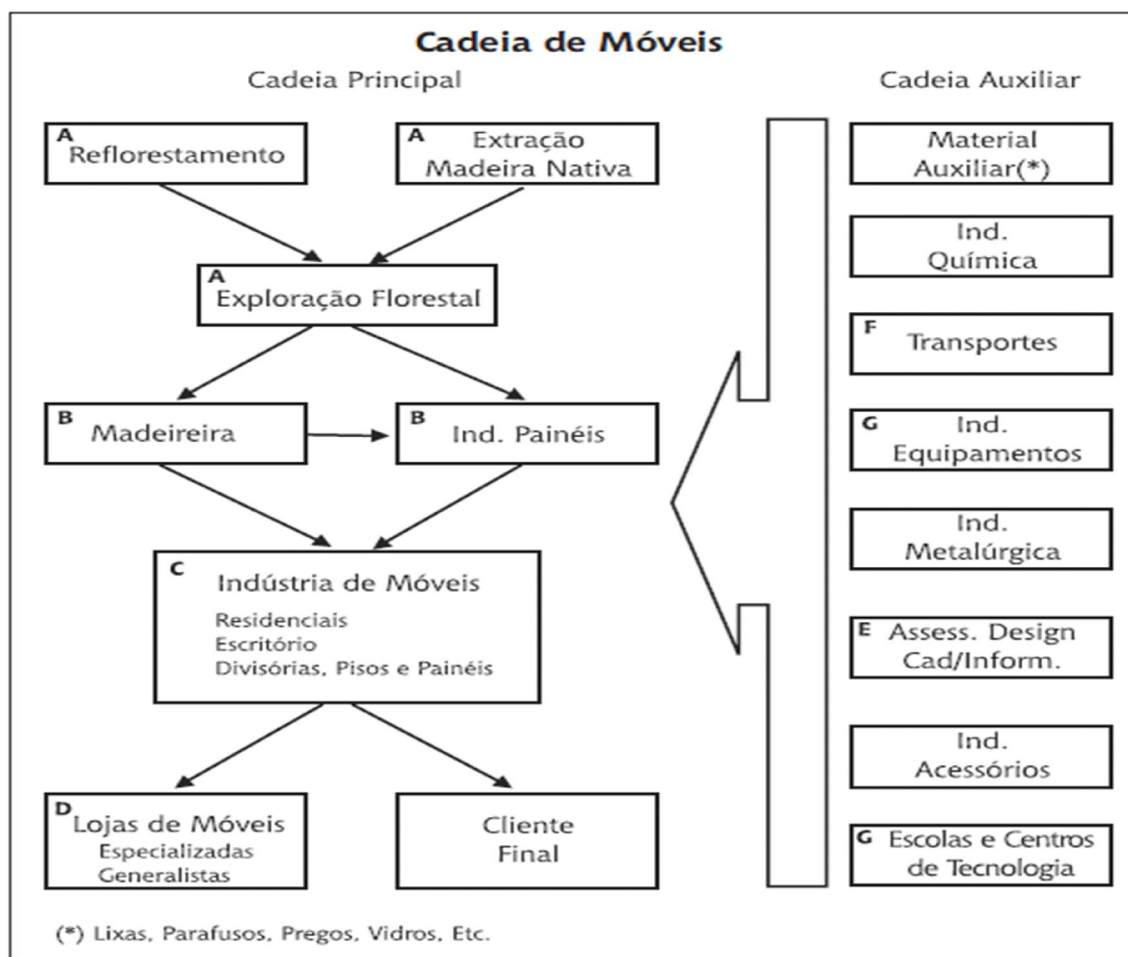 Cadeia de Móveis
Cadeia Principal
A
Reflorestamento
A
Extração
Madeira Nativa
A
Exploração Florestal
B
Madeireira
B
Ind. Painéis
C
Indústria de Móveis
Residenciais
Escritório
Divisórias, Pisos e Painéis
D
Lojas de Móveis
Especializadas
Generalistas
Cliente
Final
Cadeia Auxiliar
Material
Auxiliar(*)
Ind.
Química
F
Transportes
G
Ind.
Equipamentos
Ind.
Metalúrgica
E
Assess. Design
Cad/Inform.
Ind.
Acessórios
G
Escolas e Centros
de Tecnologia
(*) Lixas, Parafusos, Pregos, Vidros, Etc.